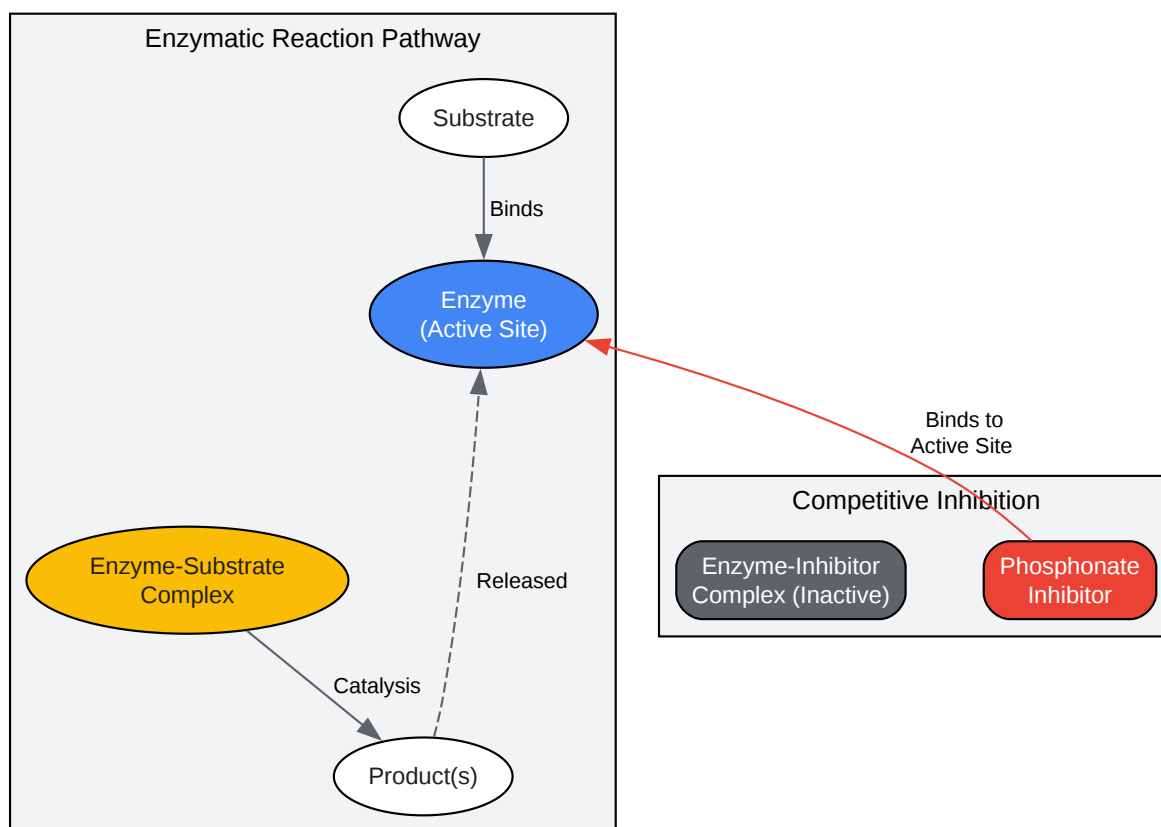 Enzymatic Reaction Pathway
Substrate
Binds
Enzyme
(Active Site)
Enzyme-Substrate
Complex
Released
Catalysis
Product(s)
Binds to
Active Site
Competitive Inhibition
Enzyme-Inhibitor
Complex (Inactive)
Phosphonate
Inhibitor